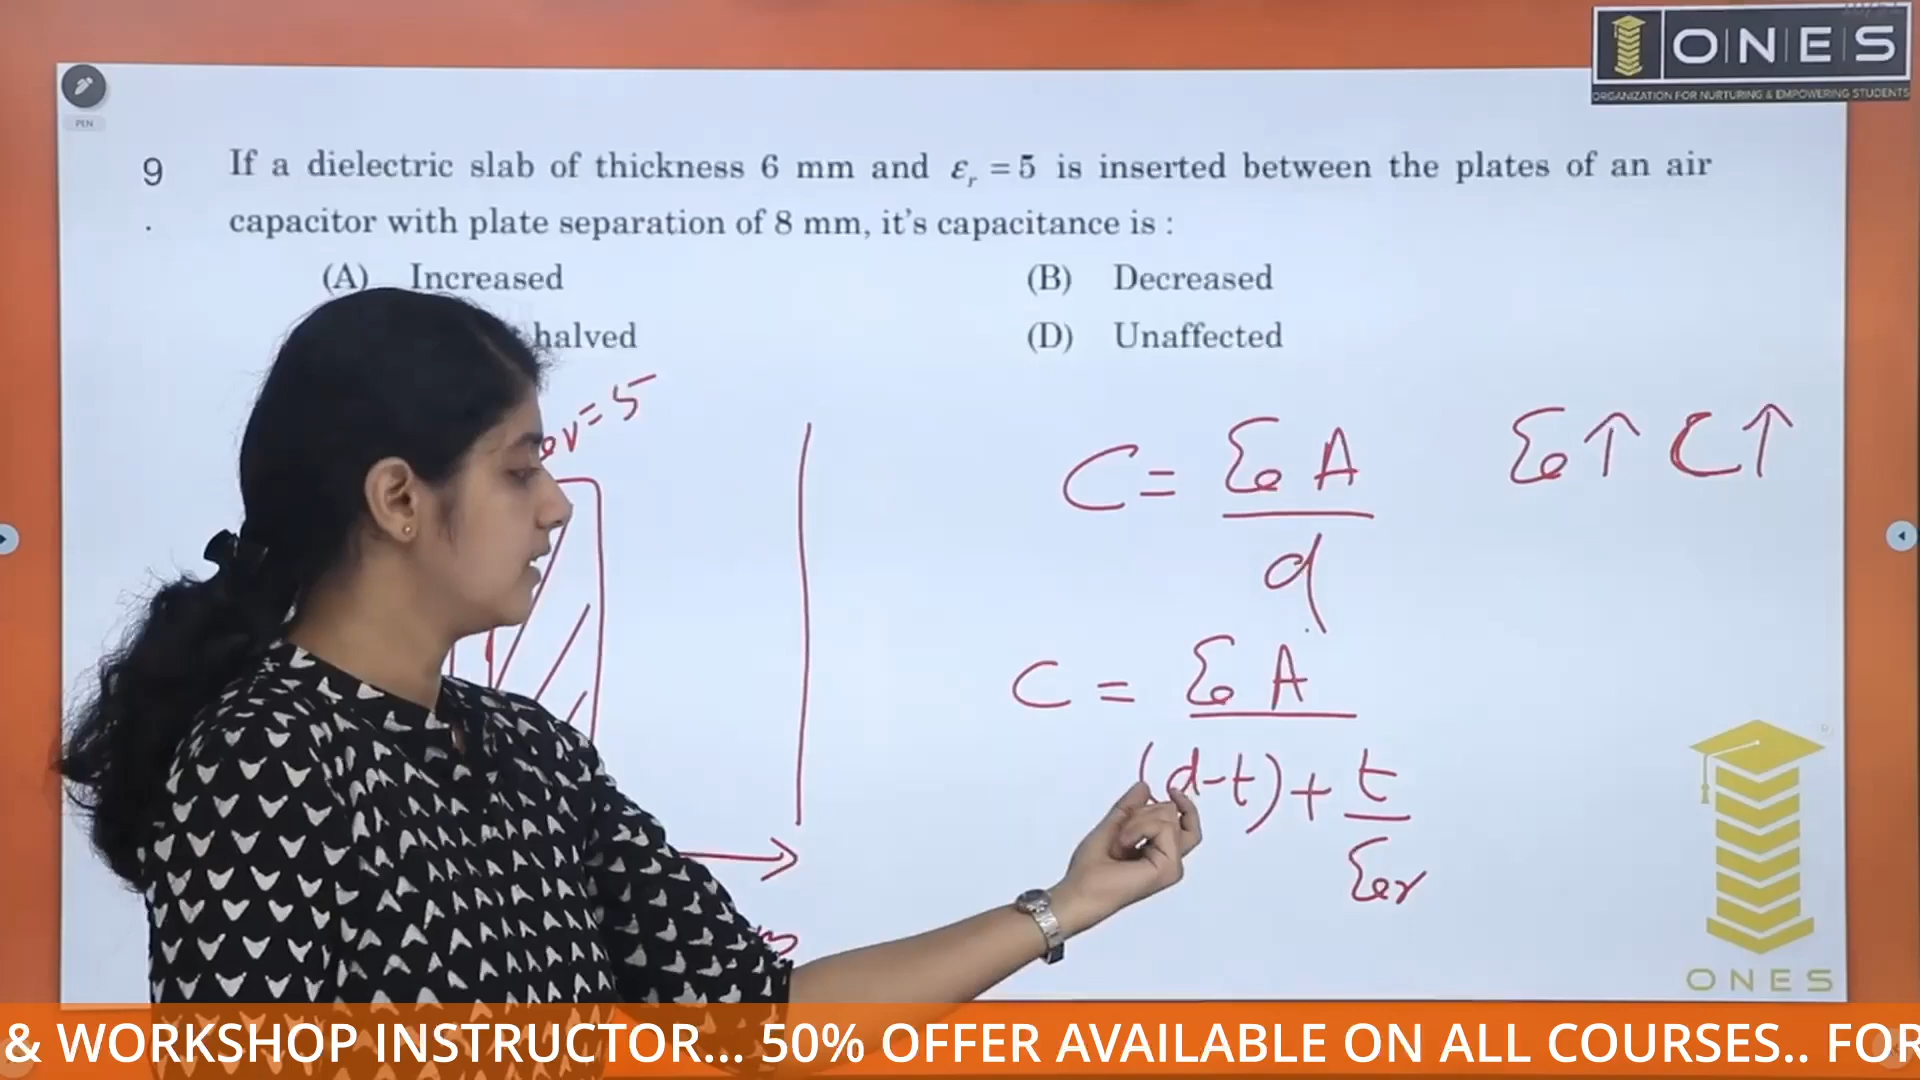 O|N|E|S
ORGANIZATION FOR NURTURING & EMPOWERING STUDENTS
PEN
9 If a dielectric slab of thickness 6 mm and εr = 5 is inserted between the plates of an air
. capacitor with plate separation of 8 mm, it's capacitance is :
(A) Increased (B) Decreased
halved (D) Unaffected
r = 5
C = ε₀ A / d
ε₀ ↑ C ↑
C = ε₀ A / (d-t) + t / εr
ONES
& WORKSHOP INSTRUCTOR... 50% OFFER AVAILABLE ON ALL COURSES.. FOR